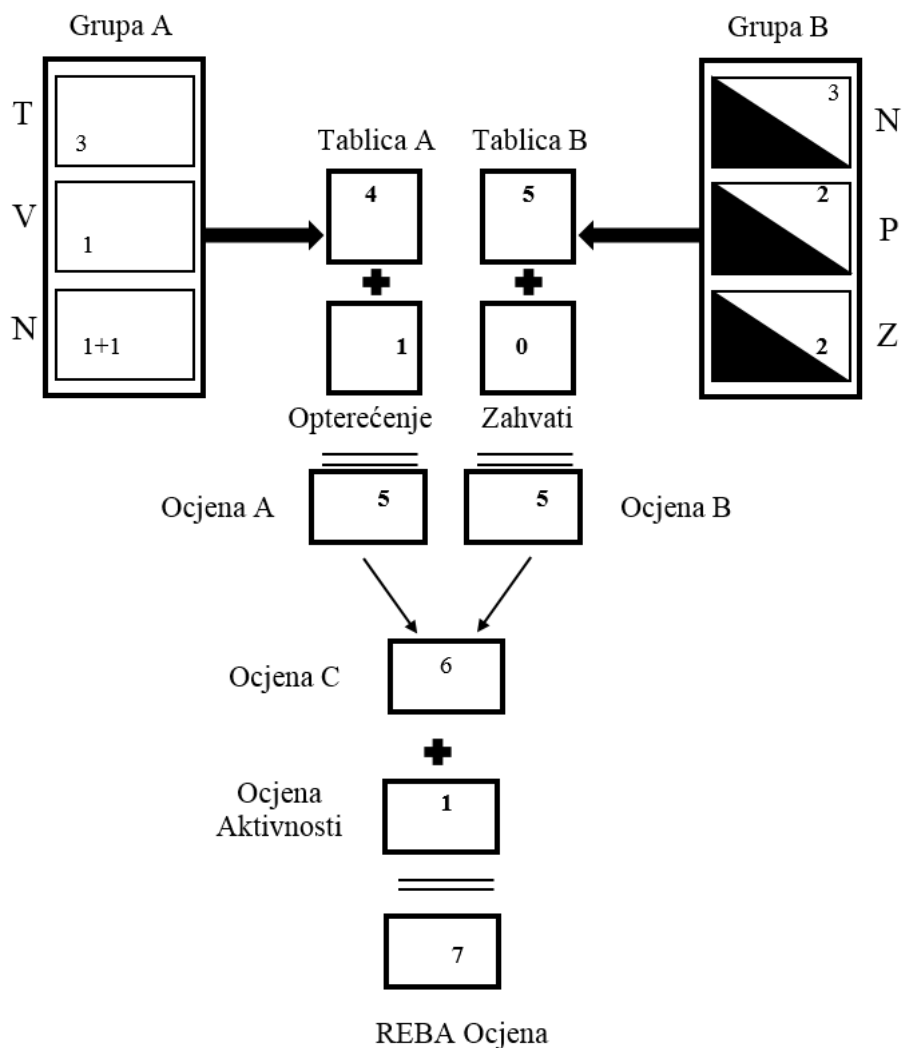 Grupa A
Grupa B
T
3
V
1
N
1+1
Tablica A
Tablica B
4
5
1
0
Opterećenje
Zahvati
3
N
2
P
2
Z
Ocjena A
5
5
Ocjena B
Ocjena C
6
Ocjena
Aktivnosti
1
7
REBA Ocjena